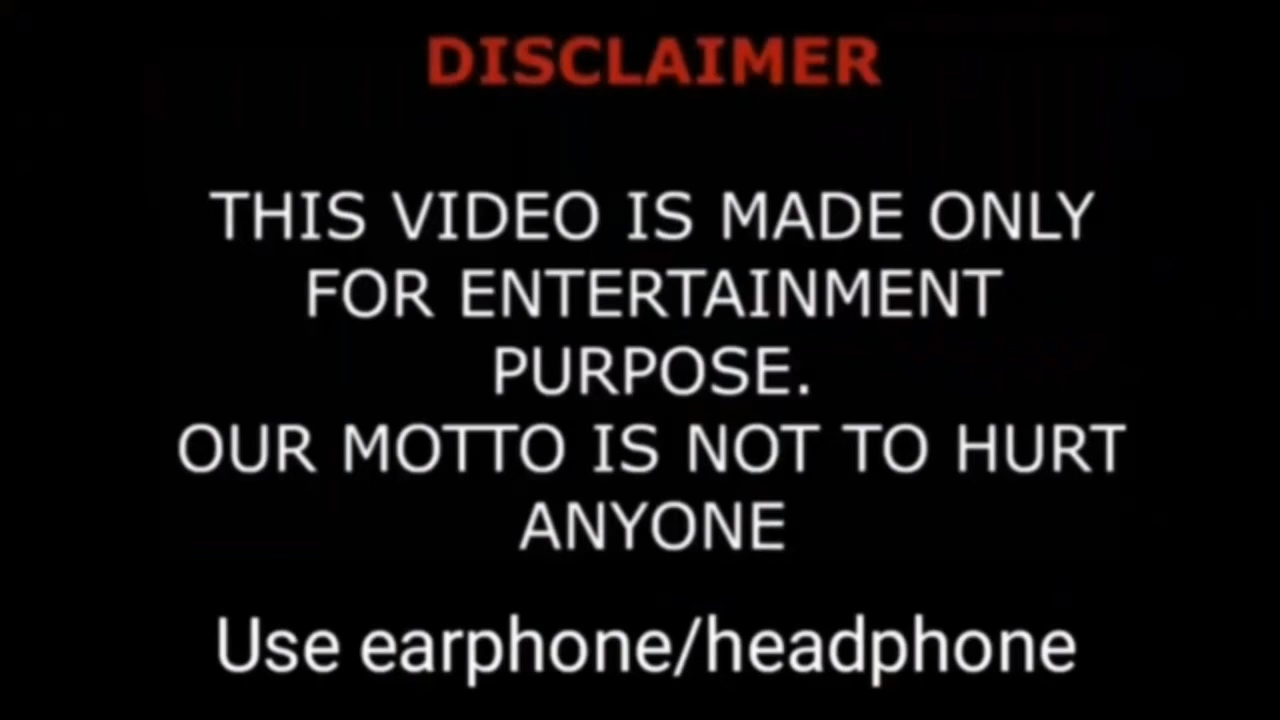 DISCLAIMER
THIS VIDEO IS MADE ONLY
FOR ENTERTAINMENT
PURPOSE.
OUR MOTTO IS NOT TO HURT
ANYONE
Use earphone/headphone